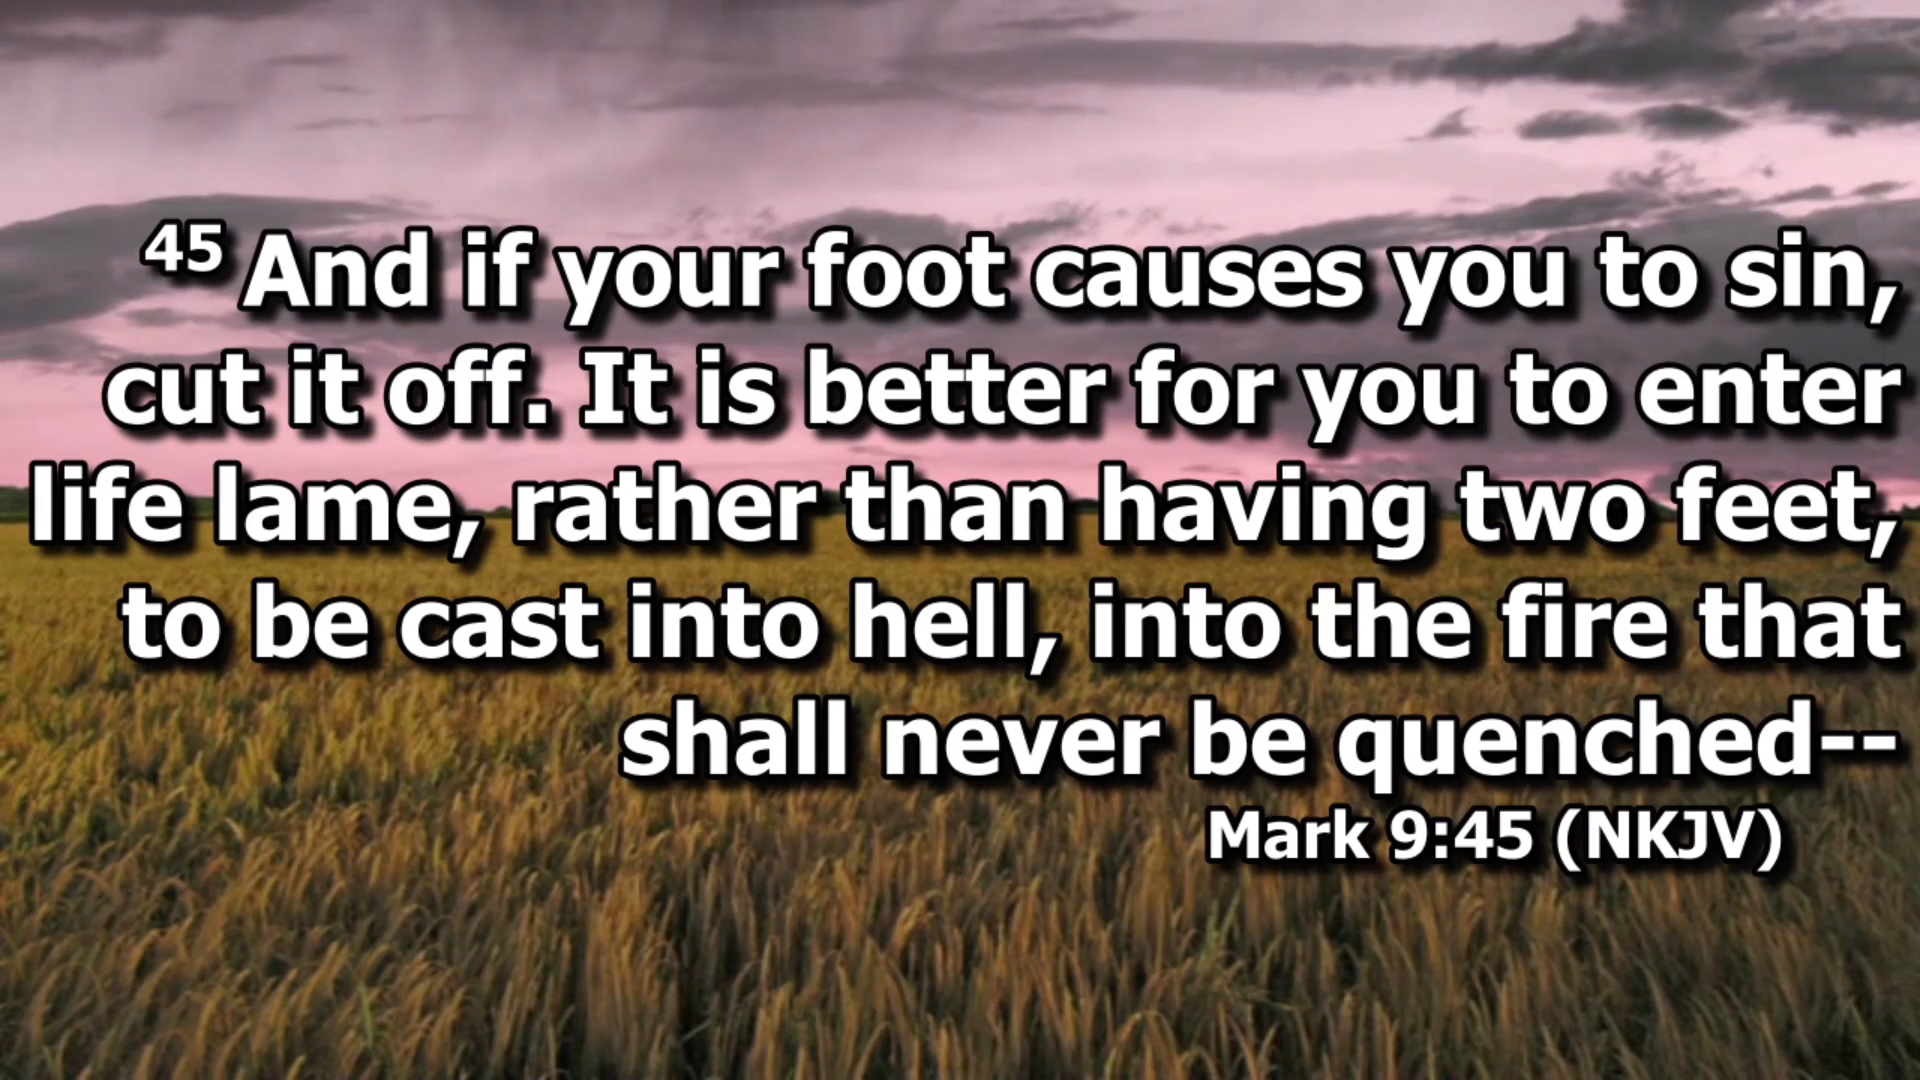 45 And if your foot causes you to sin,
cut it off. It is better for you to enter
life lame, rather than having two feet,
to be cast into hell, into the fire that
shall never be quenched--
Mark 9:45 (NKJV)